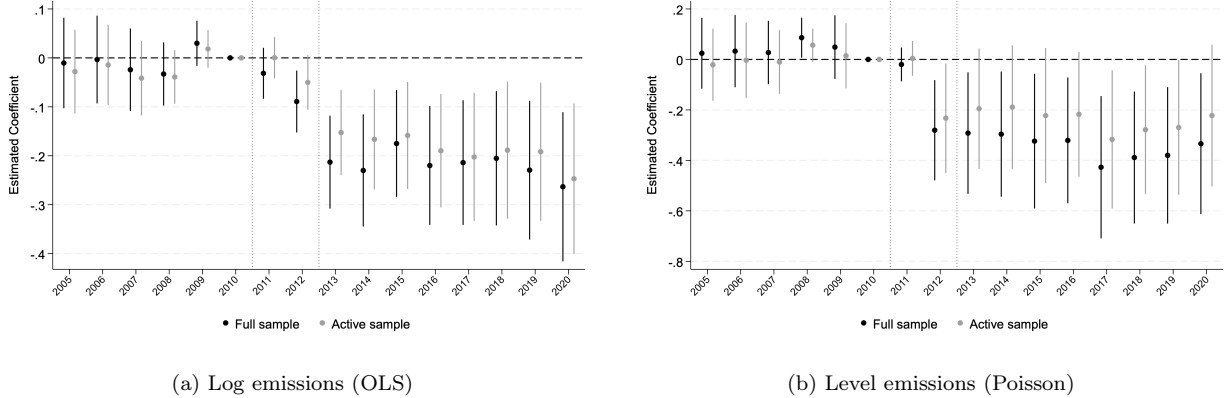 Estimated Coefficient
.1
0
-.1
-.2
-.3
-.4
2005 2006 2007 2008 2009 2010 2011 2012 2013 2014 2015 2016 2017 2018 2019 2020
Full sample Active sample
(a) Log emissions (OLS)
Estimated Coefficient
.2
0
-.2
-.4
-.6
-.8
2005 2006 2007 2008 2009 2010 2011 2012 2013 2014 2015 2016 2017 2018 2019 2020
Full sample Active sample
(b) Level emissions (Poisson)